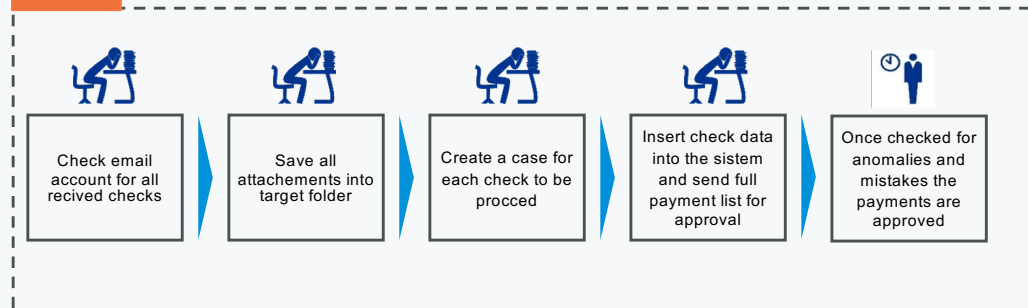 Check email
account for all
recived checks
Save all
attachements into
target folder
Create a case for
each check to be
procced
Insert check data
into the sistem
and send full
payment list for
approval
Once checked for
anomalies and
mistakes the
payments are
approved